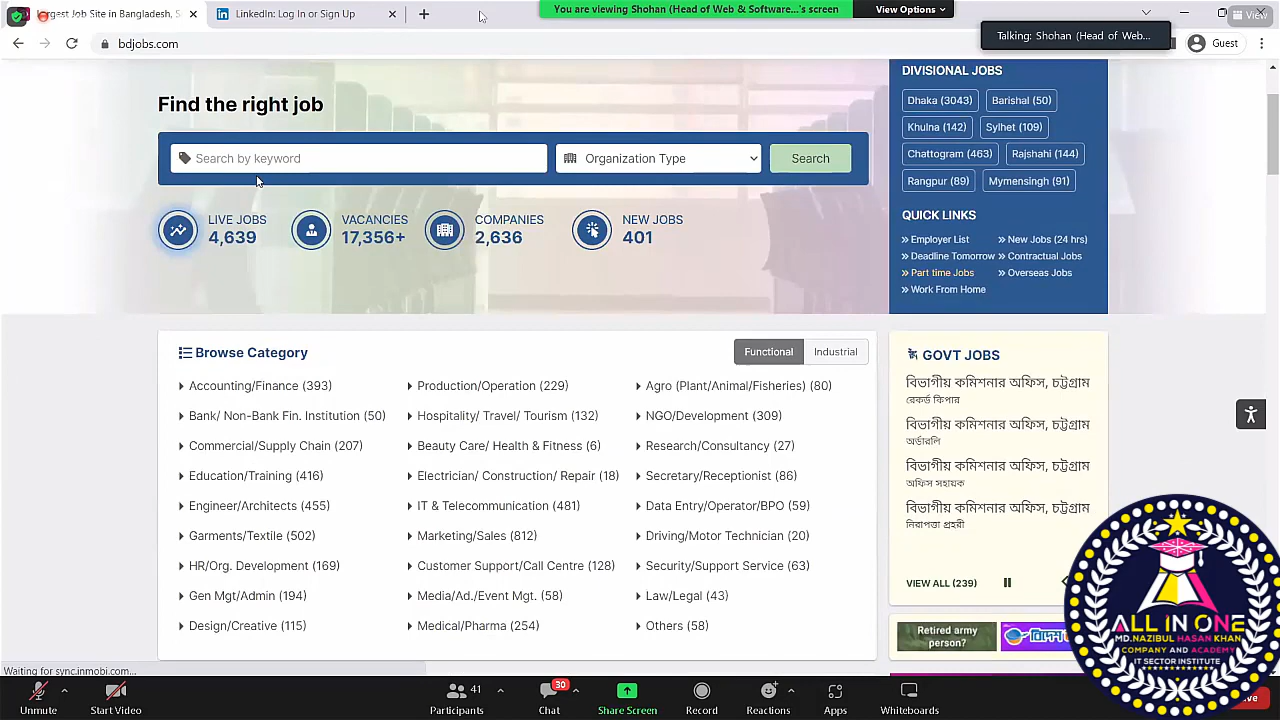 Largest Job Site in Bangladesh, S
LinkedIn: Log In or Sign Up
You are viewing Shohan (Head of Web & Software...'s screen
View Options
View
bdjobs.com
Talking: Shohan (Head of Web...
Guest
Find the right job
Search by keyword
Organization Type
Search
LIVE JOBS
4,639
VACANCIES
17,356+
COMPANIES
2,636
NEW JOBS
401
DIVISIONAL JOBS
Dhaka (3043) Barishal (50)
Khulna (142) Sylhet (109)
Chattogram (463) Rajshahi (144)
Rangpur (89) Mymensingh (91)
QUICK LINKS
Employer List New Jobs (24 hrs)
Deadline Tomorrow Contractual Jobs
Part time Jobs Overseas Jobs
Work From Home
Browse Category
Functional Industrial
Accounting/Finance (393) Production/Operation (229) Agro (Plant/Animal/Fisheries) (80)
Bank/ Non-Bank Fin. Institution (50) Hospitality/ Travel/ Tourism (132) NGO/Development (309)
Commercial/Supply Chain (207) Beauty Care/ Health & Fitness (6) Research/Consultancy (27)
Education/Training (416) Electrician/ Construction/ Repair (18) Secretary/Receptionist (86)
Engineer/Architects (455) IT & Telecommunication (481) Data Entry/Operator/BPO (59)
Garments/Textile (502) Marketing/Sales (812) Driving/Motor Technician (20)
HR/Org. Development (169) Customer Support/Call Centre (128) Security/Support Service (63)
Gen Mgt/Admin (194) Media/Ad./Event Mgt. (58) Law/Legal (43)
Design/Creative (115) Medical/Pharma (254) Others (58)
GOVT JOBS
বিভাগীয় কমিশনার অফিস, চট্টগ্রাম
রেকর্ড কিপার
বিভাগীয় কমিশনার অফিস, চট্টগ্রাম
অর্ডারলি
বিভাগীয় কমিশনার অফিস, চট্টগ্রাম
অফিস সহায়ক
বিভাগীয় কমিশনার অফিস, চট্টগ্রাম
নিরাপত্তা প্রহরী
VIEW ALL (239)
Retired army
person?
ALL IN ONE
MD.NAZIBUL HASAN KHAN
COMPANY AND ACADEMY
IT SECTOR INSTITUTE
Waiting for sync.inmobi.com...
Unmute
Start Video
41
Participants
30
Chat
Share Screen
Record
Reactions
Apps
Whiteboards